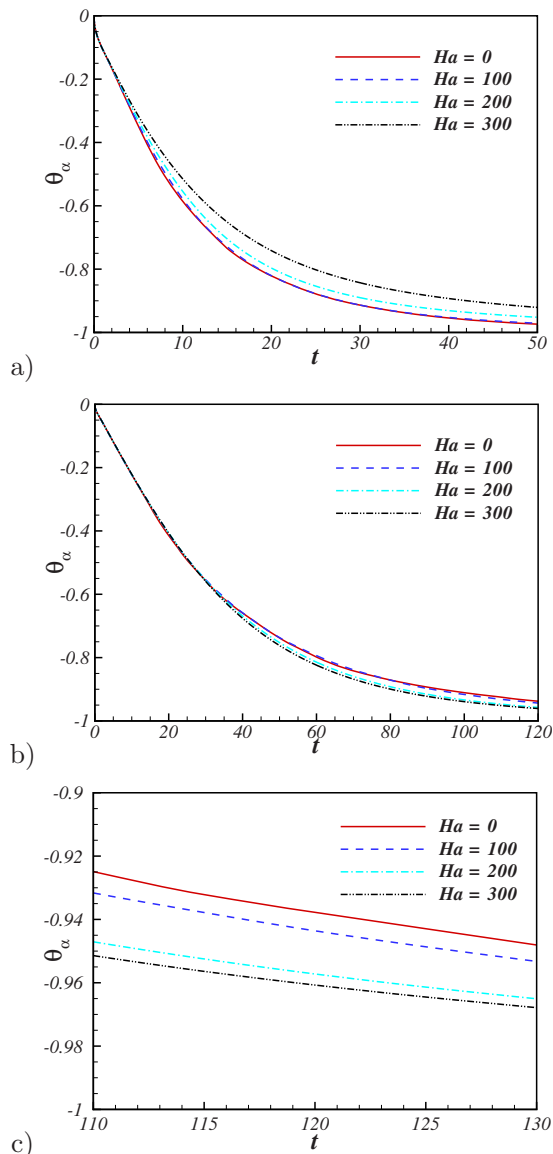 0
-0.2
-0.4
-0.6
-0.8
-1
θα
Ha = 0
Ha = 100
Ha = 200
Ha = 300
0 10 20 30 40 50
t
a)
0
-0.2
-0.4
-0.6
-0.8
-1
θα
Ha = 0
Ha = 100
Ha = 200
Ha = 300
0 20 40 60 80 100 120
t
b)
-0.9
-0.92
-0.94
-0.96
-0.98
-1
θα
Ha = 0
Ha = 100
Ha = 200
Ha = 300
110 115 120 125 130
t
c)